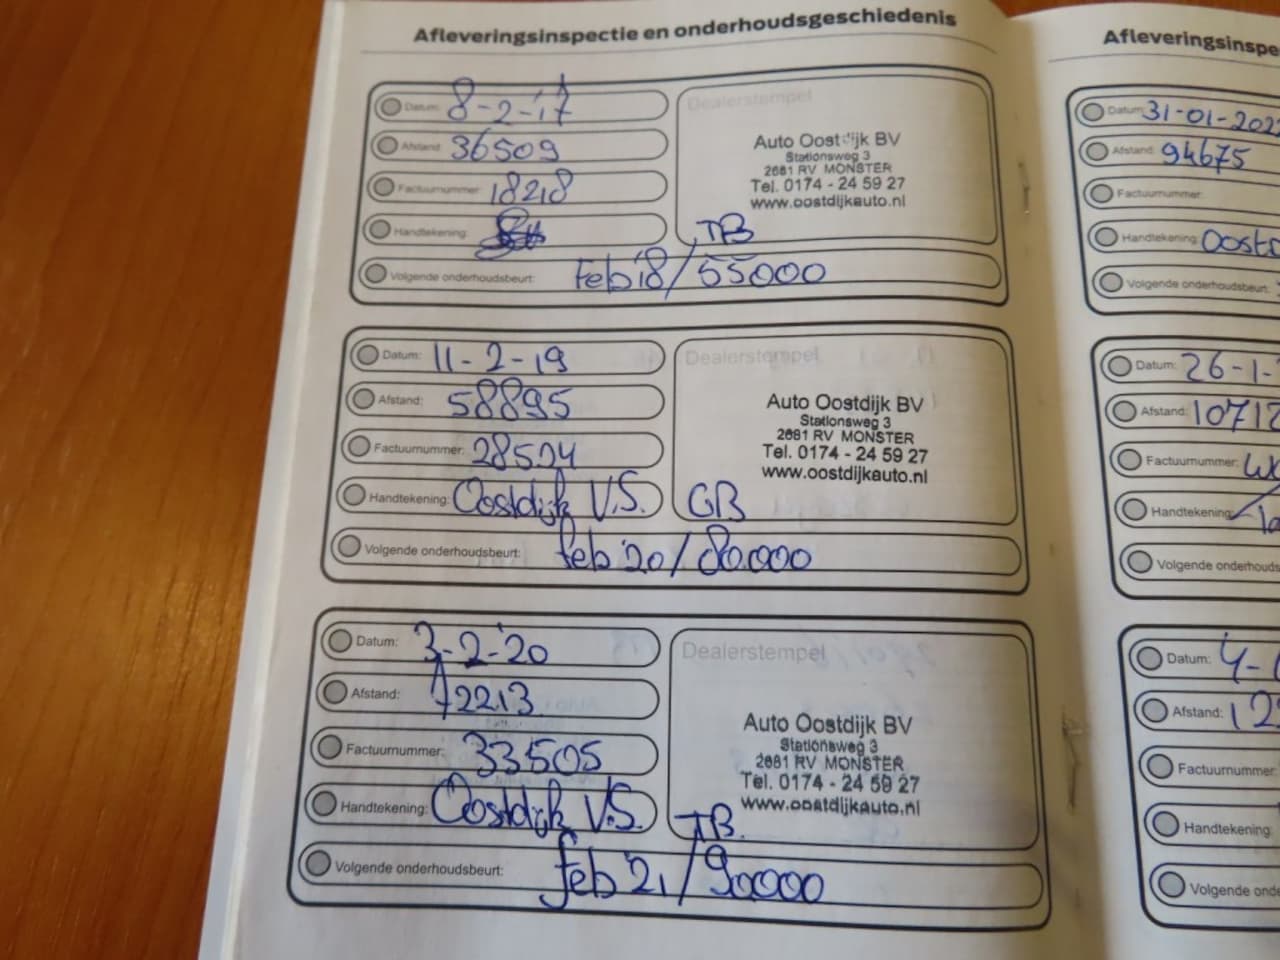 Afleveringsinspectie en onderhoudsgeschiedenis
Datum: 8-2-'17
Afstand: 36509
Factuurnummer: 18218
Handtekening:
Volgende onderhoudsbeurt: Feb'18/55000
Dealerstempel
Auto Oostdijk BV
Stationsweg 3
2681 RV MONSTER
Tel. 0174 - 24 59 27
www.oostdijkauto.nl
TB
Datum: 11-2-19
Afstand: 58895
Factuurnummer: 28594
Handtekening: Oostdijk V.S.
Volgende onderhoudsbeurt: feb'20/80.000
Dealerstempel
Auto Oostdijk BV
Stationsweg 3
2681 RV MONSTER
Tel. 0174 - 24 59 27
www.oostdijkauto.nl
GB
Datum: 3-2-'20
Afstand: 72213
Factuurnummer: 33505
Handtekening: Oostdijk V.S.
Volgende onderhoudsbeurt: feb'21/90000
Dealerstempel
Auto Oostdijk BV
Stationsweg 3
2681 RV MONSTER
Tel. 0174 - 24 59 27
www.oostdijkauto.nl
TB.
Afleveringsinspe
Datum: 31-01-202
Afstand: 94675
Factuurnummer:
Handtekening: Oostd
Volgende onderhoudsbeurt:
Datum: 26-1-
Afstand: 10712
Factuurnummer:
Handtekening:
Volgende onderhouds
Datum: 4-
Afstand: 12
Factuurnummer
Handtekening:
Volgende onde